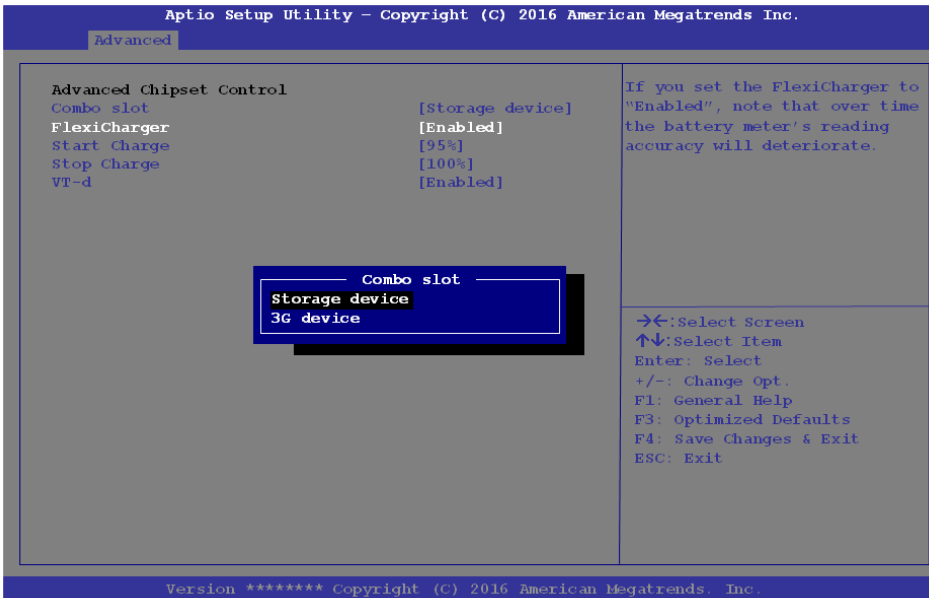 Aptio Setup Utility – Copyright (C) 2016 American Megatrends Inc.
Advanced
Advanced Chipset Control
Combo slot [Storage device]
FlexiCharger [Enabled]
Start Charge [95%]
Stop Charge [100%]
VT-d [Enabled]
If you set the FlexiCharger to
"Enabled", note that over time
the battery meter's reading
accuracy will deteriorate.
Combo slot
Storage device
3G device
→←:Select Screen
↑↓:Select Item
Enter: Select
+/-: Change Opt.
F1: General Help
F3: Optimized Defaults
F4: Save Changes & Exit
ESC: Exit
Version ******** Copyright (C) 2016 American Megatrends. Inc.